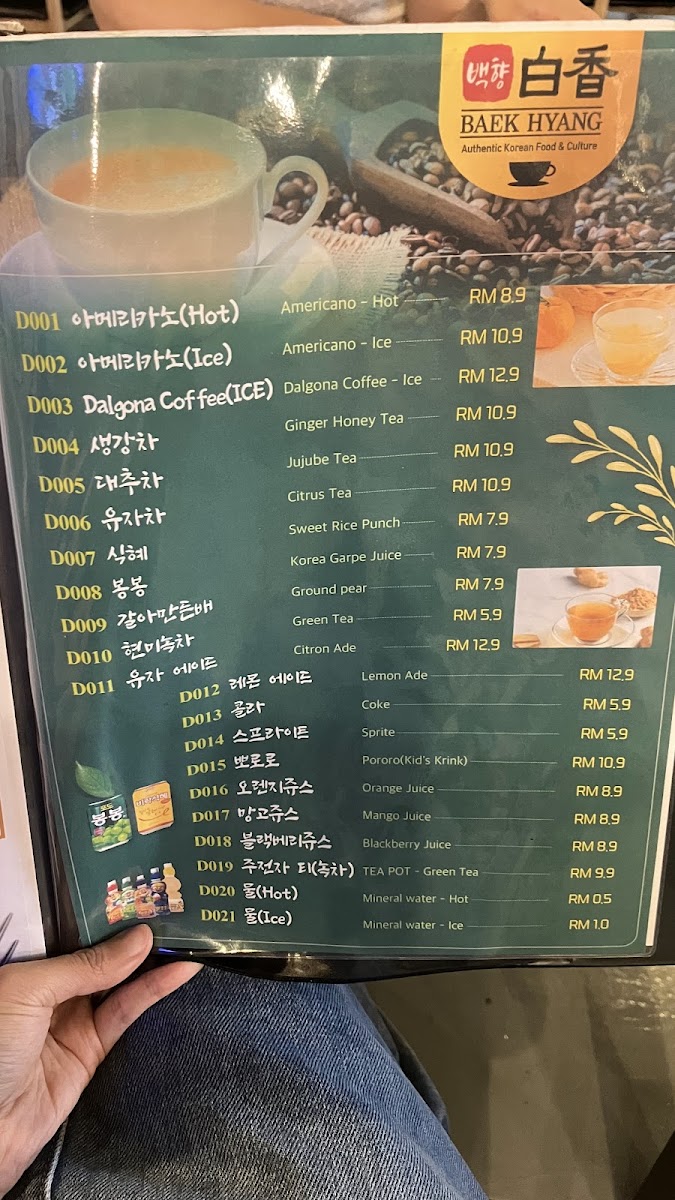 백향 白香
BAEK HYANG
Authentic Korean Food & Culture
D001 아메리카노(Hot) Americano - Hot RM 8.9
D002 아메리카노(Ice) Americano - Ice RM 10.9
D003 Dalgona Coffee(ICE) Dalgona Coffee - Ice RM 12.9
D004 생강차 Ginger Honey Tea RM 10.9
D005 대추차 Jujube Tea RM 10.9
D006 유자차 Citrus Tea RM 10.9
D007 식혜 Sweet Rice Punch RM 7.9
D008 봉봉 Korea Garpe Juice RM 7.9
D009 갈아만든배 Ground pear RM 7.9
D010 현미녹차 Green Tea RM 5.9
D011 유자 에이드 Citron Ade RM 12.9
D012 레몬 에이드 Lemon Ade RM 12.9
D013 콜라 Coke RM 5.9
D014 스프라이트 Sprite RM 5.9
D015 뽀로로 Pororo(Kid's Krink) RM 10.9
D016 오렌지쥬스 Orange Juice RM 8.9
D017 망고쥬스 Mango Juice RM 8.9
D018 블랙베리쥬스 Blackberry Juice RM 8.9
D019 주전자 티(녹차) TEA POT - Green Tea RM 9.9
D020 물(Hot) Mineral water - Hot RM 0.5
D021 물(Ice) Mineral water - Ice RM 1.0
포도
봉봉